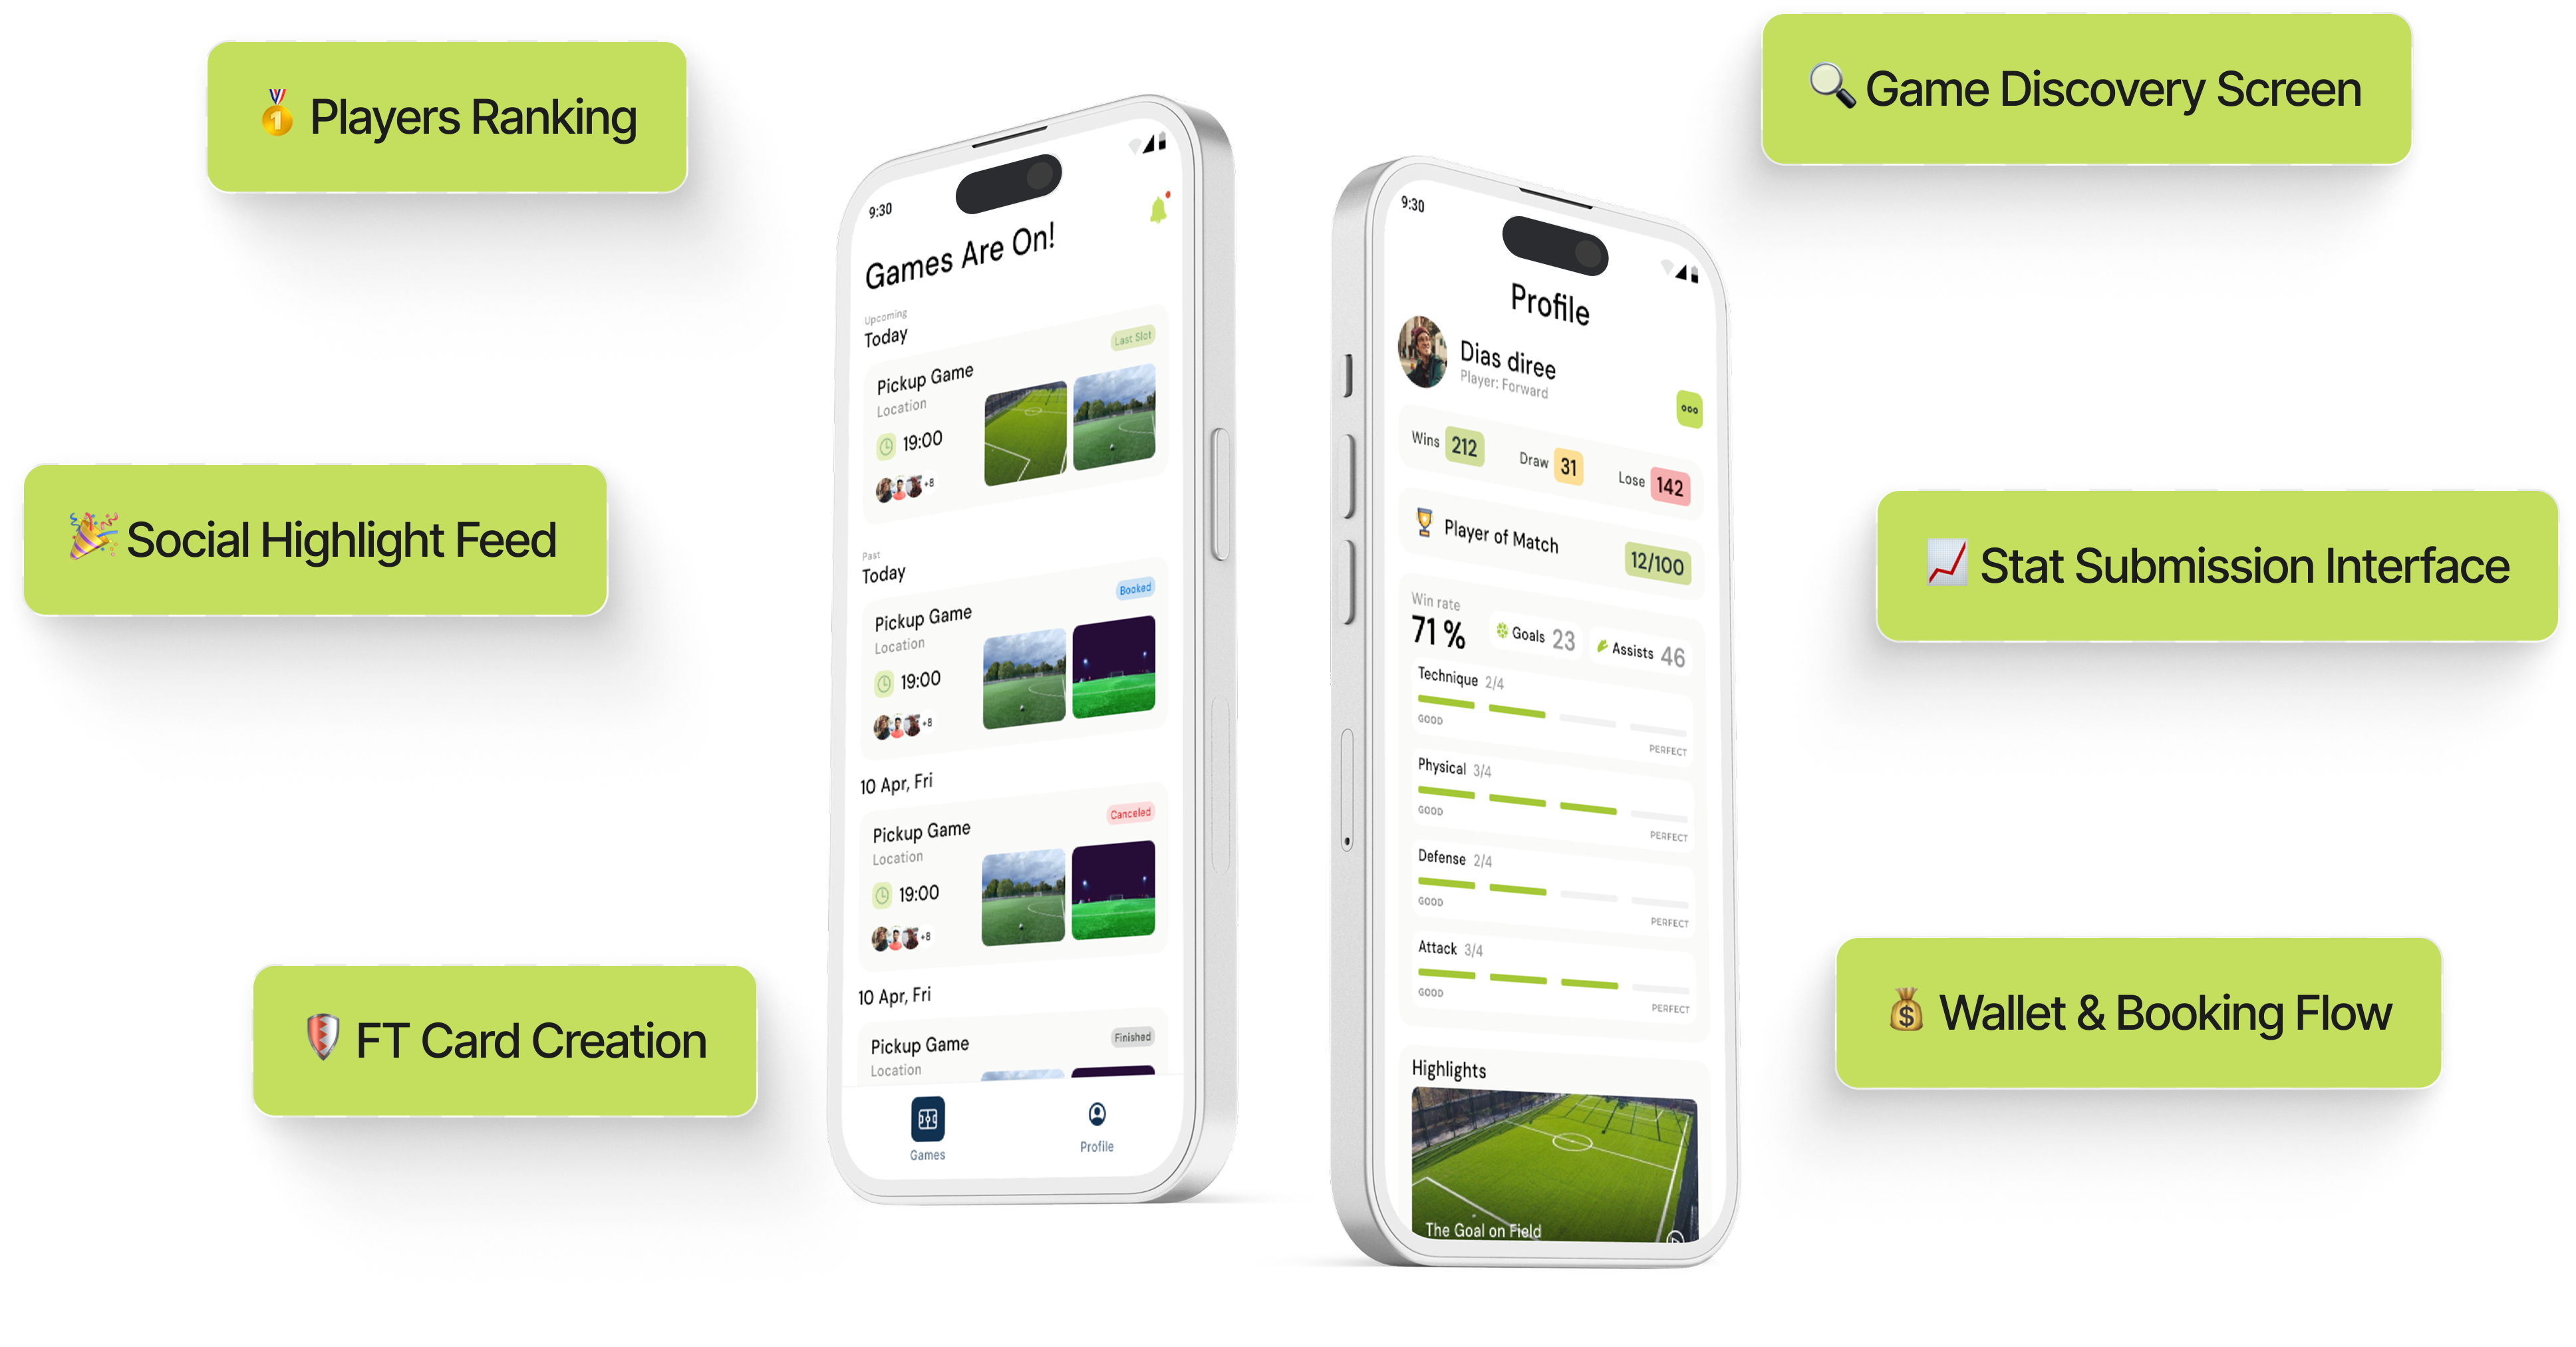 Players Ranking
Social Highlight Feed
FT Card Creation
9:30
Games Are On!
Upcoming
Today
Last Slot
Pickup Game
Location
19:00
+8
Past
Today
Booked
Pickup Game
Location
19:00
+8
10 Apr, Fri
Canceled
Pickup Game
Location
19:00
+8
10 Apr, Fri
Finished
Pickup Game
Location
Games
Profile
9:30
Profile
Dias diree
Player: Forward
Wins 212
Draw 31
Lose 142
Player of Match 12/100
Win rate
71 %
Goals 23
Assists 46
Technique 2/4
GOOD
PERFECT
Physical 3/4
GOOD
PERFECT
Defense 2/4
GOOD
PERFECT
Attack 3/4
GOOD
PERFECT
Highlights
The Goal on Field
Game Discovery Screen
Stat Submission Interface
Wallet & Booking Flow